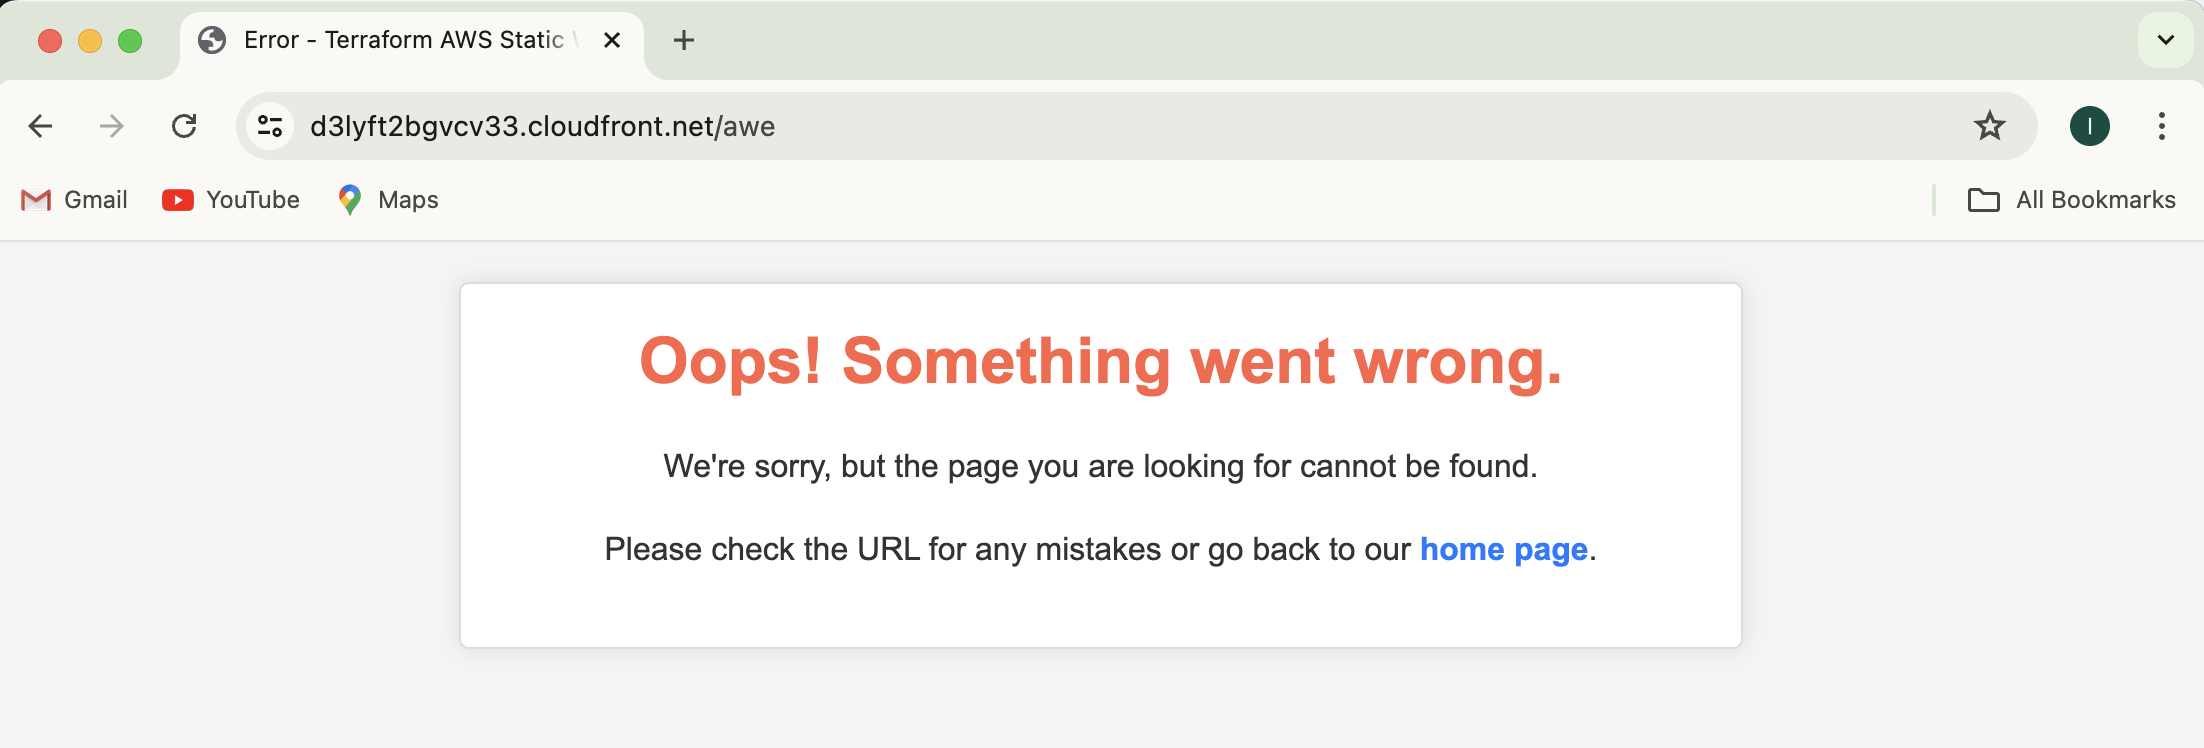 Error - Terraform AWS Static
d3lyft2bgvcv33.cloudfront.net/awe
I
Gmail YouTube Maps All Bookmarks
Oops! Something went wrong.
We're sorry, but the page you are looking for cannot be found.
Please check the URL for any mistakes or go back to our home page.